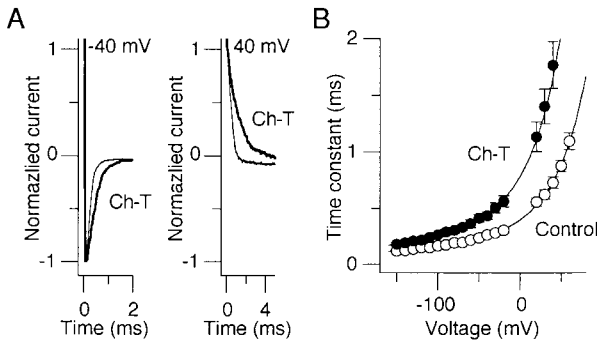 A
B
1
-40 mV
0
-1
Normazlied current
Ch-T
0 2
Time (ms)
1
40 mV
0
-1
Normazlied current
Ch-T
0 4
Time (ms)
2
1
0
Time constant (ms)
Ch-T
Control
-100 0
Voltage (mV)